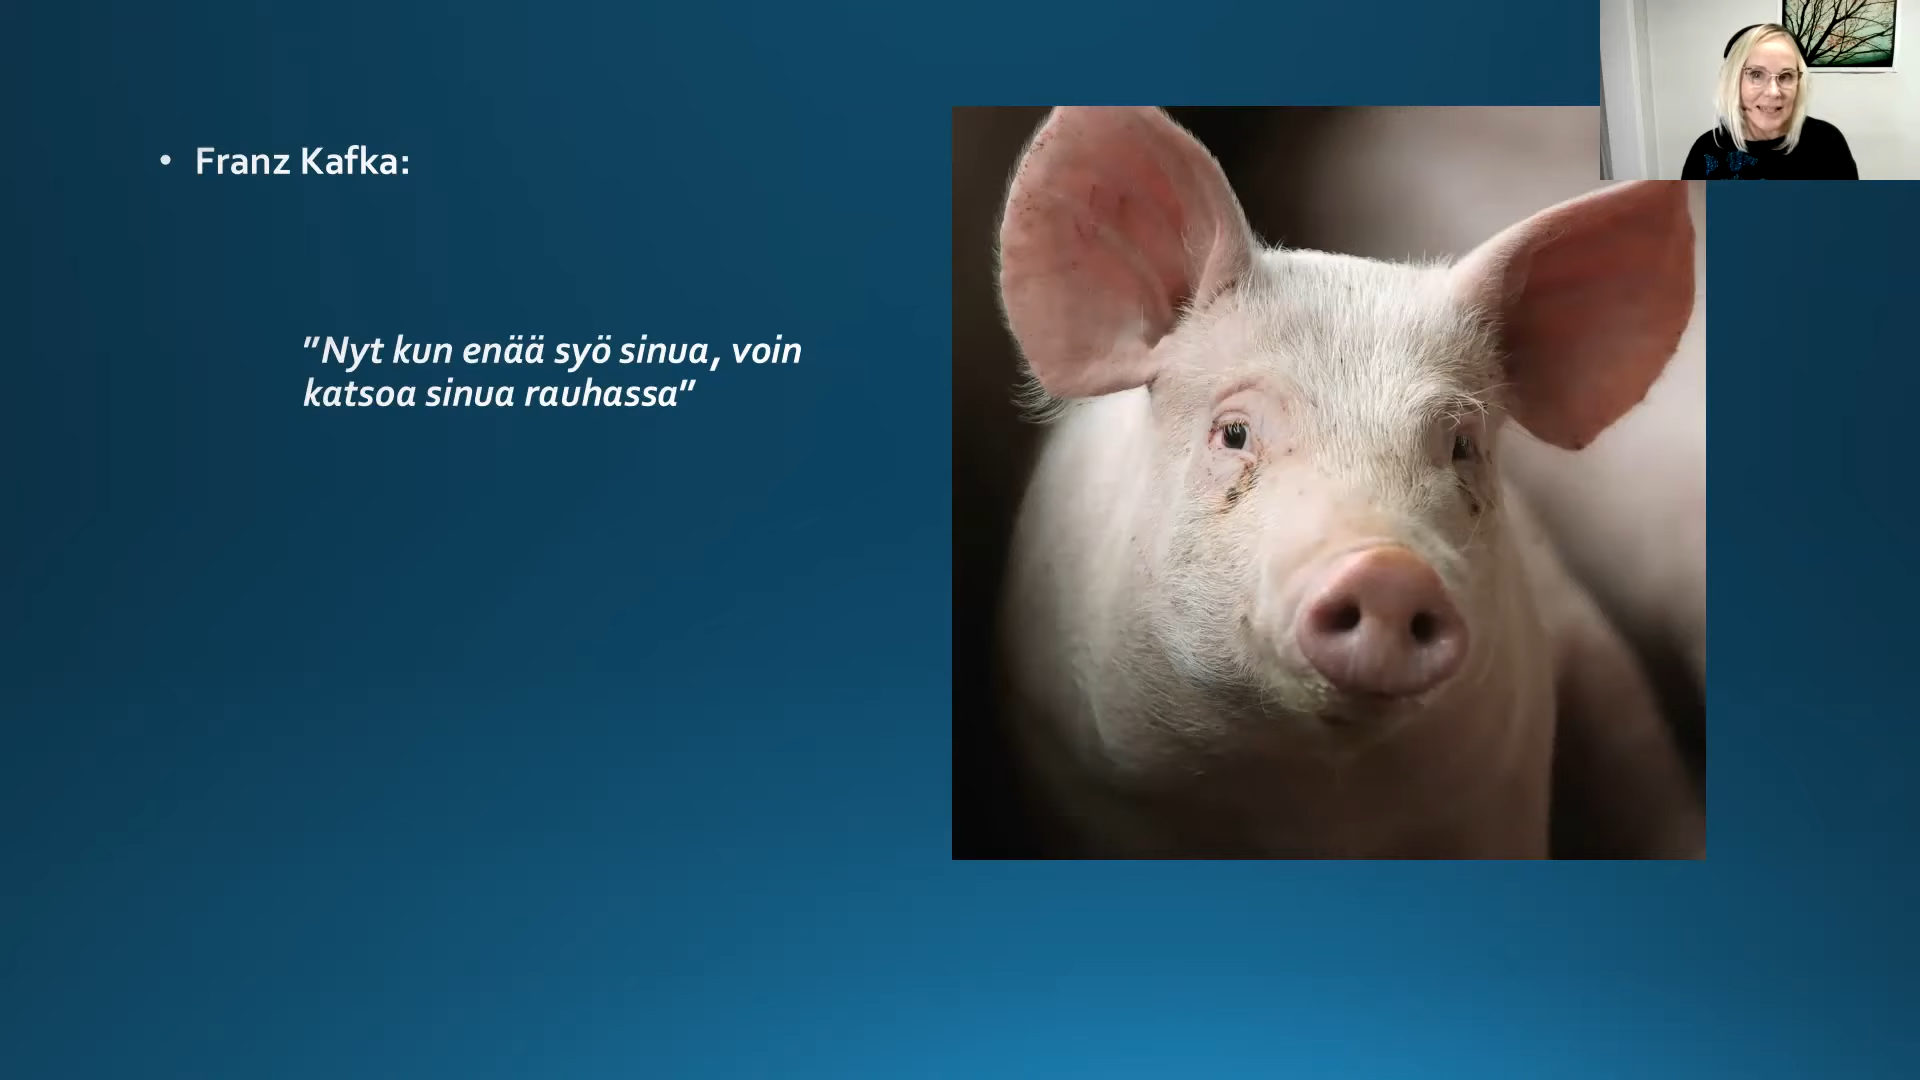 • Franz Kafka:
”Nyt kun enää syö sinua, voin
katsoa sinua rauhassa”